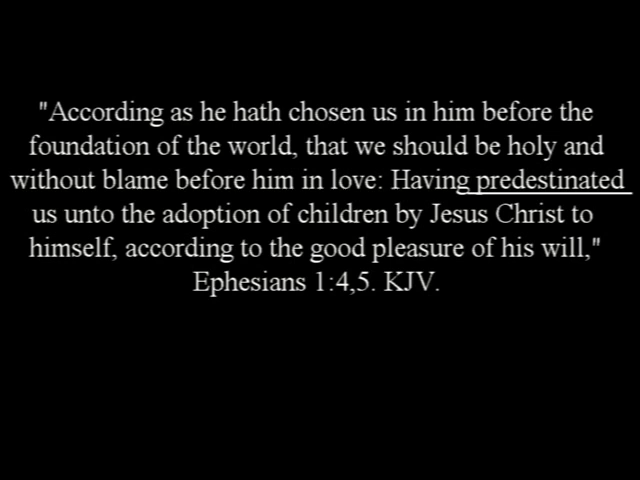 "According as he hath chosen us in him before the
foundation of the world, that we should be holy and
without blame before him in love: Having predestinated
us unto the adoption of children by Jesus Christ to
himself, according to the good pleasure of his will,"
Ephesians 1:4,5. KJV.